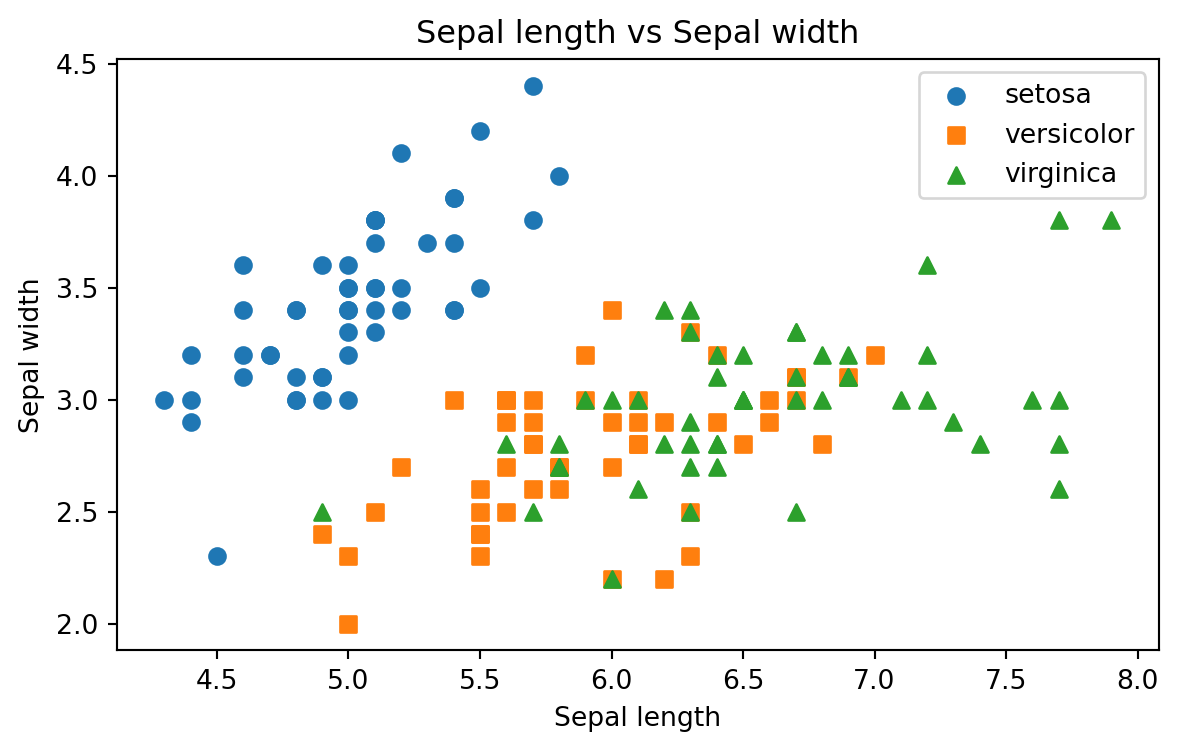 Sepal length vs Sepal width
setosa
versicolor
virginica
Sepal width
4.5
4.0
3.5
3.0
2.5
2.0
4.5 5.0 5.5 6.0 6.5 7.0 7.5 8.0
Sepal length